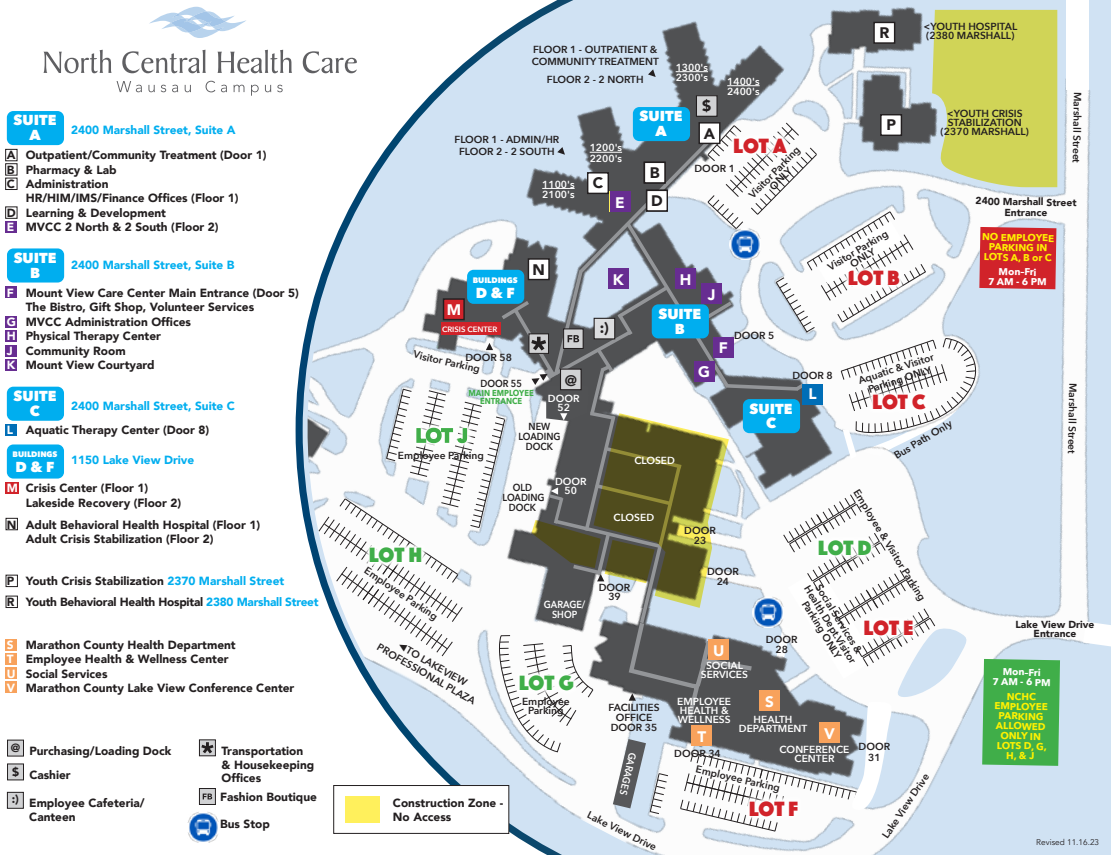 North Central Health Care
Wausau Campus
SUITE
A
2400 Marshall Street, Suite A
A Outpatient/Community Treatment (Door 1)
B Pharmacy & Lab
C Administration
HR/HIM/IMS/Finance Offices (Floor 1)
D Learning & Development
E MVCC 2 North & 2 South (Floor 2)
SUITE
B
2400 Marshall Street, Suite B
F Mount View Care Center Main Entrance (Door 5)
The Bistro, Gift Shop, Volunteer Services
G MVCC Administration Offices
H Physical Therapy Center
J Community Room
K Mount View Courtyard
SUITE
C
2400 Marshall Street, Suite C
L Aquatic Therapy Center (Door 8)
BUILDINGS
D & F
1150 Lake View Drive
M Crisis Center (Floor 1)
Lakeside Recovery (Floor 2)
N Adult Behavioral Health Hospital (Floor 1)
Adult Crisis Stabilization (Floor 2)
P Youth Crisis Stabilization 2370 Marshall Street
R Youth Behavioral Health Hospital 2380 Marshall Street
S Marathon County Health Department
T Employee Health & Wellness Center
U Social Services
V Marathon County Lake View Conference Center
@ Purchasing/Loading Dock
$ Cashier
:) Employee Cafeteria/
Canteen
* Transportation
& Housekeeping
Offices
FB Fashion Boutique
Bus Stop
Construction Zone -
No Access
FLOOR 1 - OUTPATIENT &
COMMUNITY TREATMENT
FLOOR 2 - 2 NORTH
1300's
2300's
1400's
2400's
$
SUITE
A
A
FLOOR 1 - ADMIN/HR
FLOOR 2 - 2 SOUTH
1200's
2200's
1100's
2100's
B
C
D
E
DOOR 1
LOT A
Visitor Parking
ONLY
R
<YOUTH HOSPITAL
(2380 MARSHALL)
P
<YOUTH CRISIS
STABILIZATION
(2370 MARSHALL)
Marshall Street
2400 Marshall Street
Entrance
NO EMPLOYEE
PARKING IN
LOTS A, B or C
Mon-Fri
7 AM - 6 PM
Visitor Parking
ONLY
LOT B
N
BUILDINGS
D & F
M
CRISIS CENTER
K
H
J
SUITE
B
F
G
DOOR 5
*
FB
:)
@
Visitor Parking
DOOR 58
DOOR 55
MAIN EMPLOYEE
ENTRANCE
DOOR
52
NEW
LOADING
DOCK
DOOR 8
L
SUITE
C
Aquatic & Visitor
Parking ONLY
LOT C
Bus Path Only
Marshall Street
LOT J
Employee Parking
CLOSED
CLOSED
OLD
LOADING
DOCK
DOOR
50
DOOR
23
DOOR
24
DOOR
39
GARAGE/
SHOP
LOT H
Employee Parking
LOT D
Employee & Visitor Parking
Social Services &
Health Dept Visitor
Parking ONLY
LOT E
DOOR
28
Lake View Drive
Entrance
TO LAKEVIEW
PROFESSIONAL PLAZA
LOT G
Employee
Parking
U
SOCIAL
SERVICES
EMPLOYEE
HEALTH &
WELLNESS
T
S
HEALTH
DEPARTMENT
V
CONFERENCE
CENTER
FACILITIES
OFFICE
DOOR 35
DOOR 34
DOOR
31
GARAGES
Employee Parking
LOT F
Lake View Drive
Lake View Drive
Mon-Fri
7 AM - 6 PM
NCHC
EMPLOYEE
PARKING
ALLOWED
ONLY IN
LOTS D, G,
H, & J
Revised 11.16.23